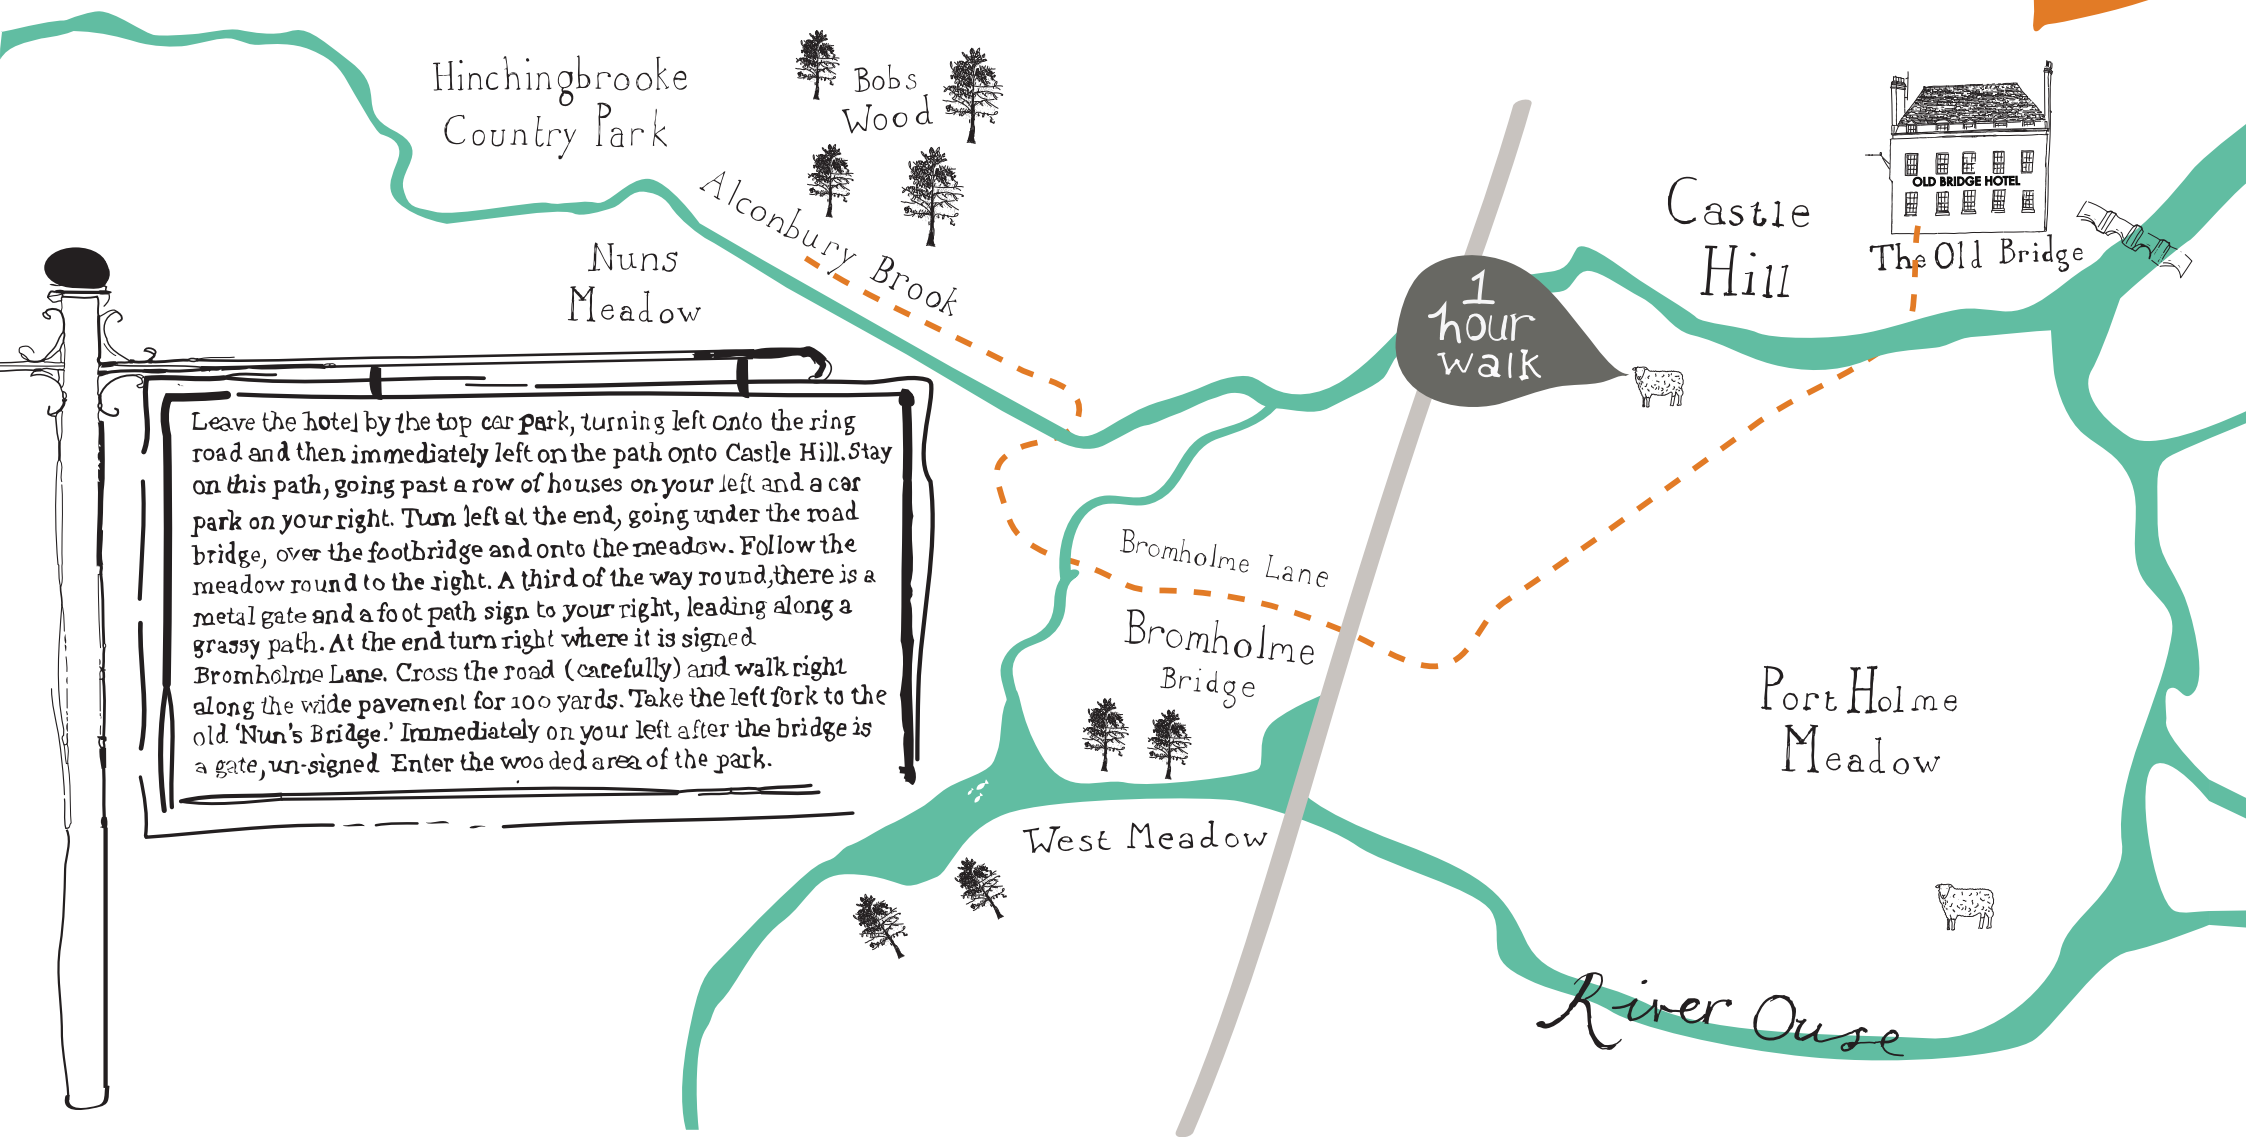 Hinchingbrooke
Country Park
Bobs
Wood
Alconbury Brook
Nuns
Meadow
1
hour
walk
Castle
Hill
OLD BRIDGE HOTEL
The Old Bridge
Leave the hotel by the top car park, turning left onto the ring
road and then immediately left on the path onto Castle Hill. Stay
on this path, going past a row of houses on your left and a car
park on your right. Turn left at the end, going under the road
bridge, over the footbridge and onto the meadow. Follow the
meadow round to the right. A third of the way round, there is a
metal gate and a foot path sign to your right, leading along a
grassy path. At the end turn right where it is signed
Bromholme Lane. Cross the road (carefully) and walk right
along the wide pavement for 100 yards. Take the left fork to the
old 'Nun's Bridge.' Immediately on your left after the bridge is
a gate, un-signed Enter the wooded area of the park.
Bromholme Lane
Bromholme
Bridge
Port Holme
Meadow
West Meadow
River Ouse